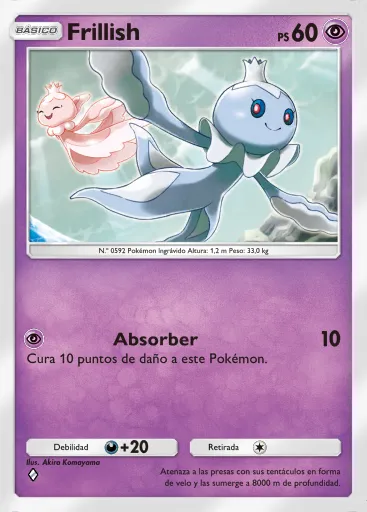 BÁSICO
Frillish
PS 60
N.º 0592 Pokémon Ingrávido Altura: 1,2 m Peso: 33,0 kg
Absorber 10
Cura 10 puntos de daño a este Pokémon.
Debilidad +20
Retirada
Ilus. Akira Komayama
Atenaza a las presas con sus tentáculos en forma
de velo y las sumerge a 8000 m de profundidad.